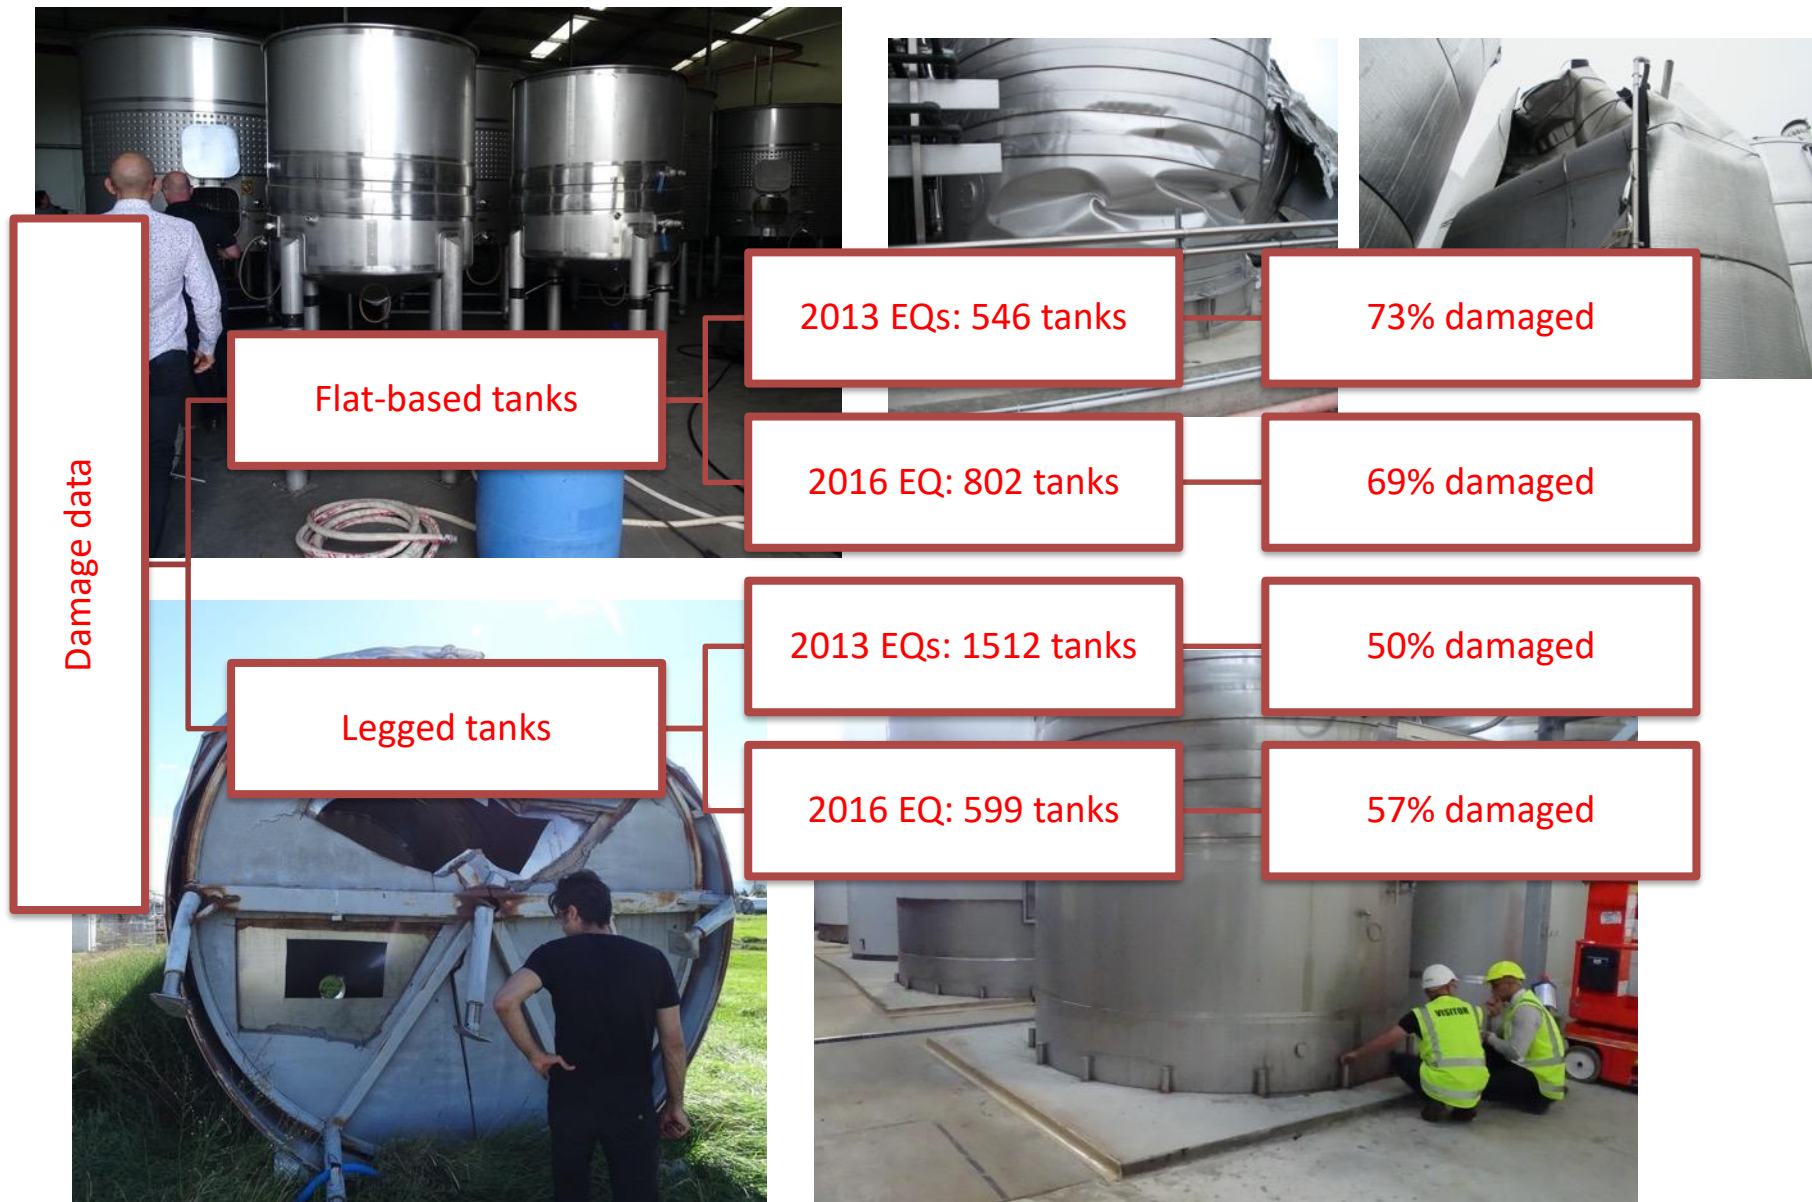 Damage data
Flat-based tanks
2013 EQs: 546 tanks
73% damaged
2016 EQ: 802 tanks
69% damaged
Legged tanks
2013 EQs: 1512 tanks
50% damaged
2016 EQ: 599 tanks
57% damaged
VISITOR